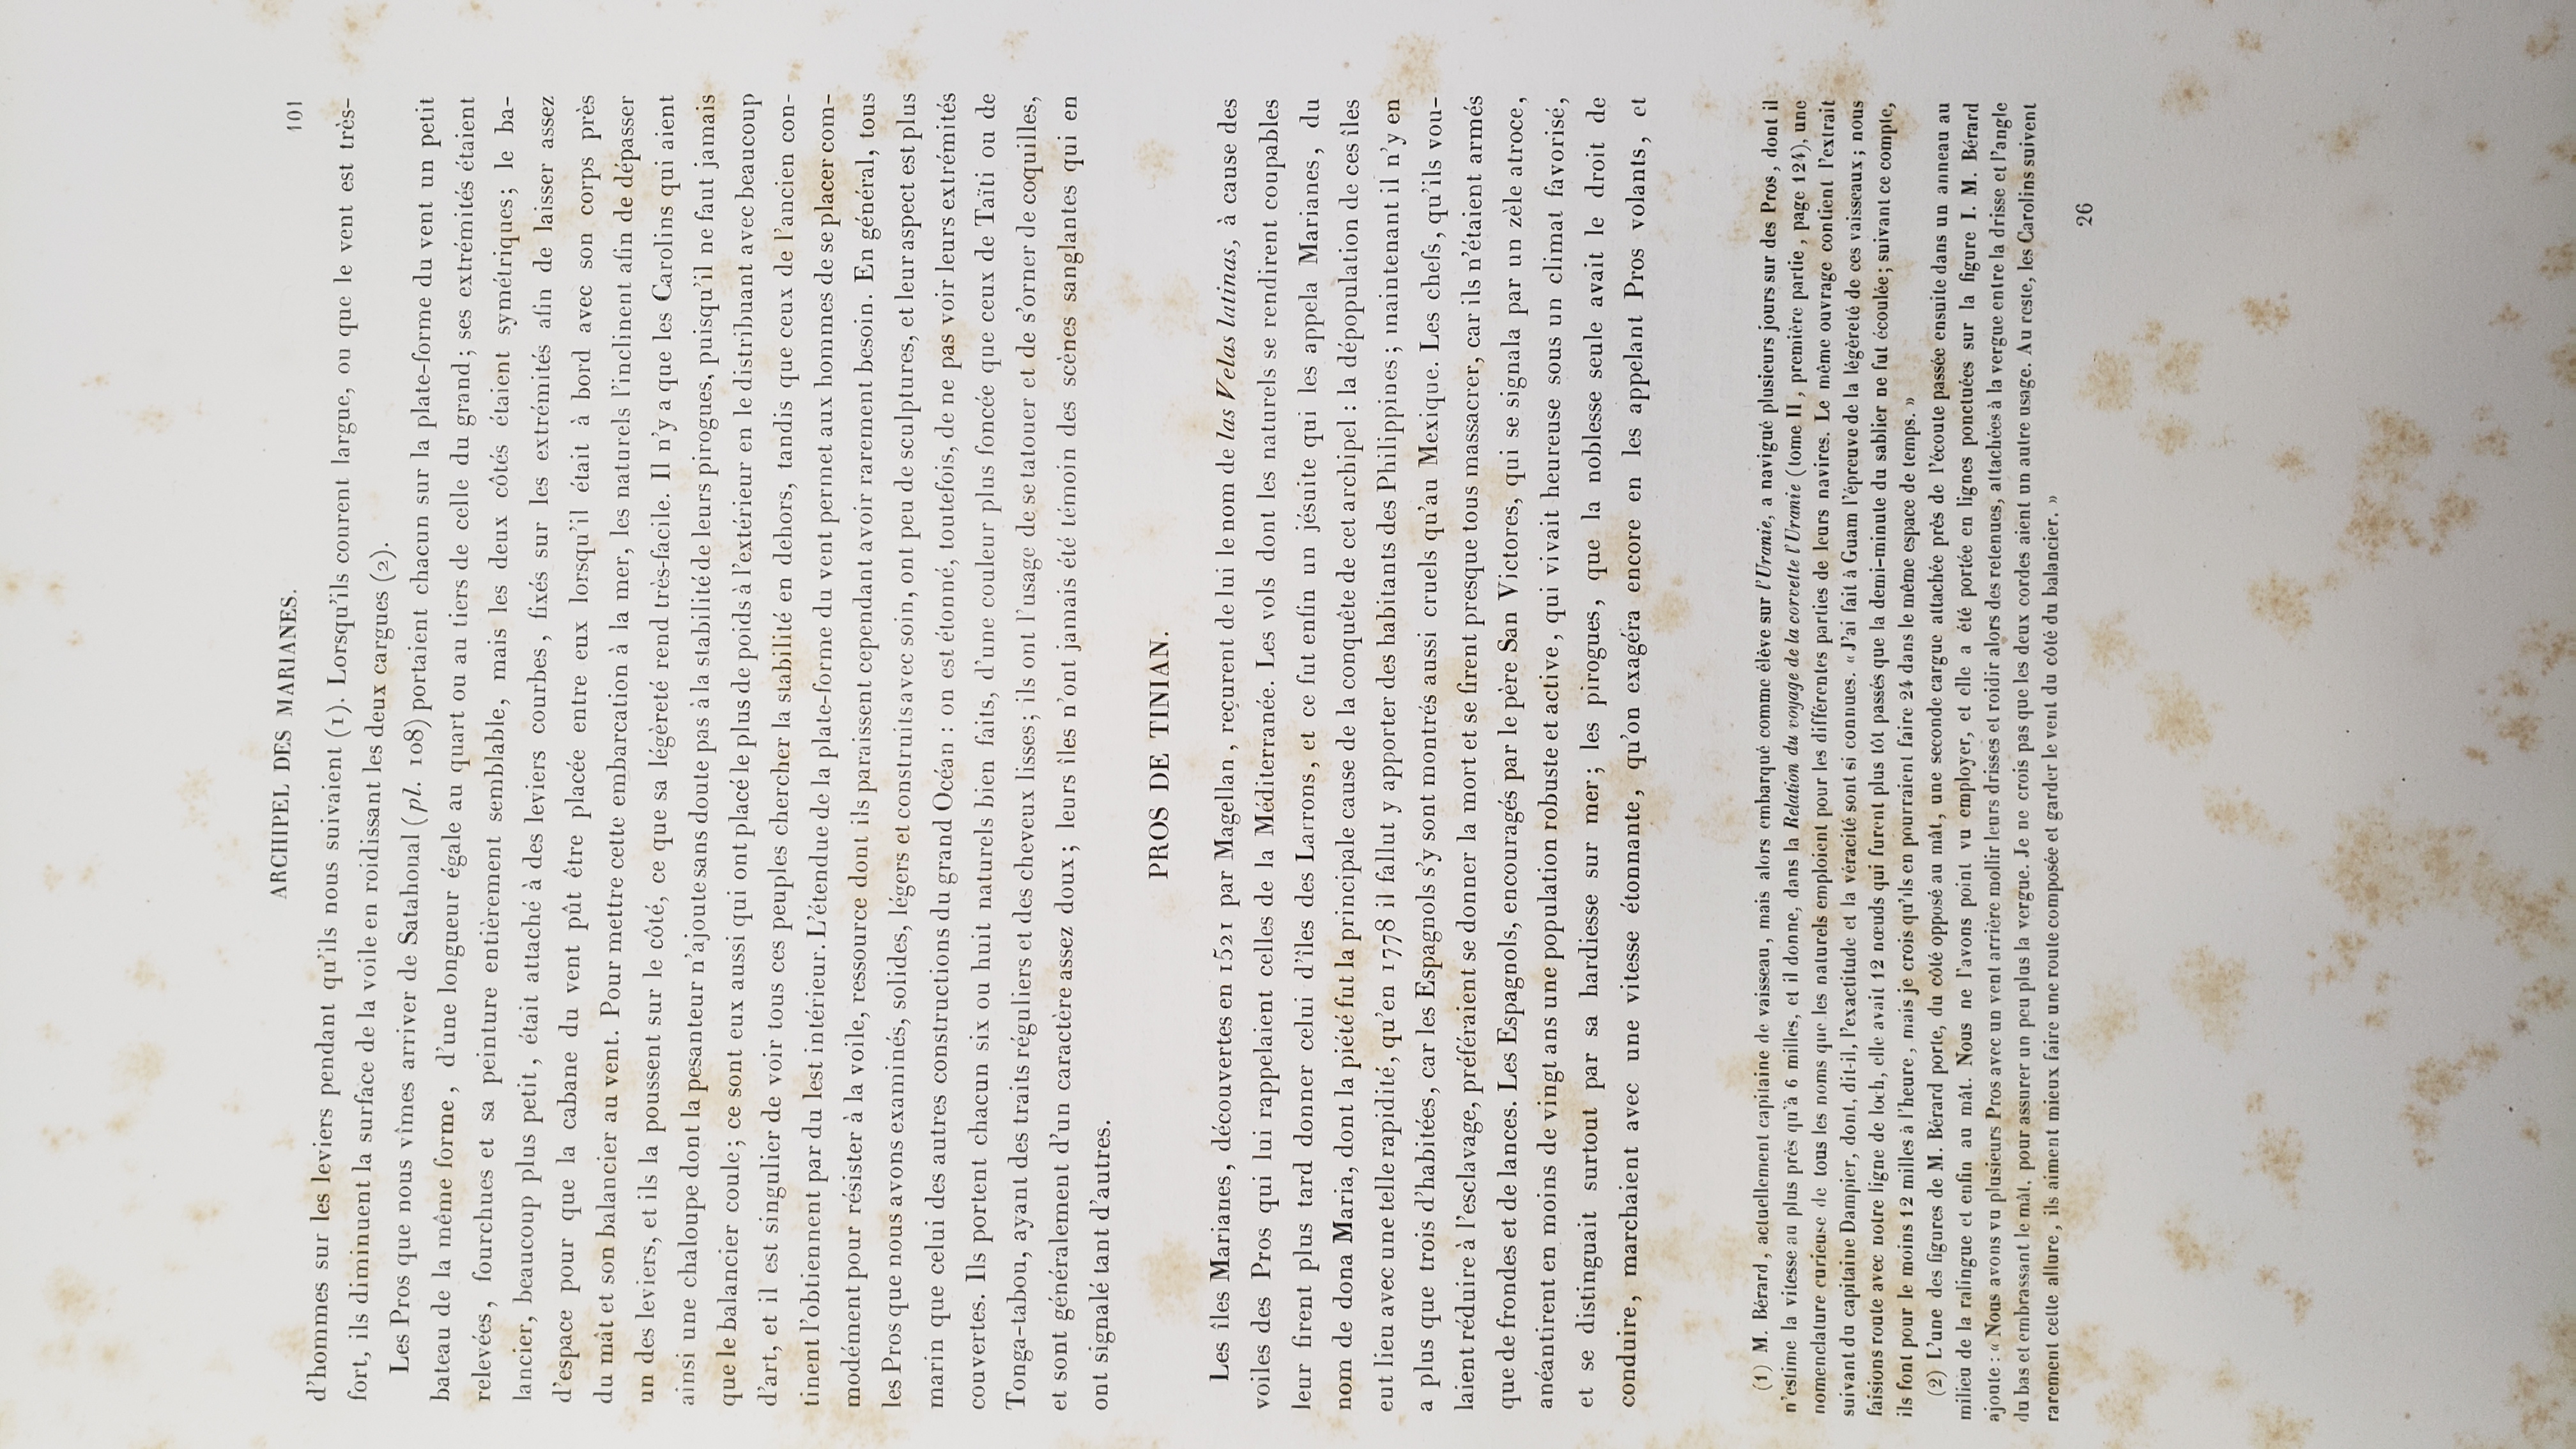 ARCHIPEL DES MARIANES.
101
d'hommes sur les leviers pendant qu'ils nous suivaient (1). Lorsqu'ils courent largue, ou que le vent est très-
fort, ils diminuent la surface de la voile en roidissant les deux cargues (2).
Les Pros que nous vîmes arriver de Satahoual (pl. 108) portaient chacun sur la plate-forme du vent un petit
bateau de la même forme, d'une longueur égale au quart ou au tiers de celle du grand; ses extrémités étaient
relevées, fourchues et sa peinture entièrement semblable, mais les deux côtés étaient symétriques; le ba-
lancier, beaucoup plus petit, était attaché à des leviers courbes, fixés sur les extrémités afin de laisser assez
d'espace pour que la cabane du vent pût être placée entre eux lorsqu'il était à bord avec son corps près
du mât et son balancier au vent. Pour mettre cette embarcation à la mer, les naturels l'inclinent afin de dépasser
un des leviers, et ils la poussent sur le côté, ce que sa légèreté rend très-facile. Il n'y a que les Carolins qui aient
ainsi une chaloupe dont la pesanteur n'ajoute sans doute pas à la stabilité de leurs pirogues, puisqu'il ne faut jamais
que le balancier coule; ce sont eux aussi qui ont placé le plus de poids à l'extérieur en le distribuant avec beaucoup
d'art, et il est singulier de voir tous ces peuples chercher la stabilité en dehors, tandis que ceux de l'ancien con-
tinent l'obtiennent par du lest intérieur. L'étendue de la plate-forme du vent permet aux hommes de se placer com-
modément pour résister à la voile, ressource dont ils paraissent cependant avoir rarement besoin. En général, tous
les Pros que nous avons examinés, solides, légers et construits avec soin, ont peu de sculptures, et leur aspect est plus
marin que celui des autres constructions du grand Océan : on est étonné, toutefois, de ne pas voir leurs extrémités
couvertes. Ils portent chacun six ou huit naturels bien faits, d'une couleur plus foncée que ceux de Taïti ou de
Tonga-tabou, ayant des traits réguliers et des cheveux lisses; ils ont l'usage de se tatouer et de s'orner de coquilles,
et sont généralement d'un caractère assez doux; leurs îles n'ont jamais été témoin des scènes sanglantes qui en
ont signalé tant d'autres.
PROS DE TINIAN.
Les îles Marianes, découvertes en 1521 par Magellan, reçurent de lui le nom de las Velas latinas, à cause des
voiles des Pros qui lui rappelaient celles de la Méditerranée. Les vols dont les naturels se rendirent coupables
leur firent plus tard donner celui d'îles des Larrons, et ce fut enfin un jésuite qui les appela Marianes, du
nom de dona Maria, dont la piété fut la principale cause de la conquête de cet archipel : la dépopulation de ces îles
eut lieu avec une telle rapidité, qu'en 1778 il fallut y apporter des habitants des Philippines; maintenant il n'y en
a plus que trois d'habitées, car les Espagnols s'y sont montrés aussi cruels qu'au Mexique. Les chefs, qu'ils vou-
laient réduire à l'esclavage, préféraient se donner la mort et se firent presque tous massacrer, car ils n'étaient armés
que de frondes et de lances. Les Espagnols, encouragés par le père San Victores, qui se signala par un zèle atroce,
anéantirent en moins de vingt ans une population robuste et active, qui vivait heureuse sous un climat favorisé,
et se distinguait surtout par sa hardiesse sur mer; les pirogues, que la noblesse seule avait le droit de
conduire, marchaient avec une vitesse étonnante, qu'on exagéra encore en les appelant Pros volants, et
(1) M. Bérard, actuellement capitaine de vaisseau, mais alors embarqué comme élève sur l'Uranie, a navigué plusieurs jours sur des Pros, dont il
n'estime la vitesse au plus près qu'à 6 milles, et il donne, dans la Relation du voyage de la corvette l'Uranie (tome II, première partie, page 124), une
nomenclature curieuse de tous les noms que les naturels emploient pour les différentes parties de leurs navires. Le même ouvrage contient l'extrait
suivant du capitaine Dampier, dont, dit-il, l'exactitude et la véracité sont si connues. « J'ai fait à Guam l'épreuve de la légèreté de ces vaisseaux; nous
faisions route avec notre ligne de loch, elle avait 12 nœuds qui furent plus tôt passés que la demi-minute du sablier ne fut écoulée; suivant ce compte,
ils font pour le moins 12 milles à l'heure, mais je crois qu'ils en pourraient faire 24 dans le même espace de temps. »
(2) L'une des figures de M. Bérard porte, du côté opposé au mât, une seconde cargue attachée près de l'écoute passée ensuite dans un anneau au
milieu de la ralingue et enfin au mât. Nous ne l'avons point vu employer, et elle a été portée en lignes ponctuées sur la figure I. M. Bérard
ajoute : « Nous avons vu plusieurs Pros avec un vent arrière mollir leurs drisses et roidir alors des retenues, attachées à la vergue entre la drisse et l'angle
du bas et embrassant le mât, pour assurer un peu plus la vergue. Je ne crois pas que les deux cordes aient un autre usage. Au reste, les Carolins suivent
rarement cette allure, ils aiment mieux faire une route composée et garder le vent du côté du balancier. »
26